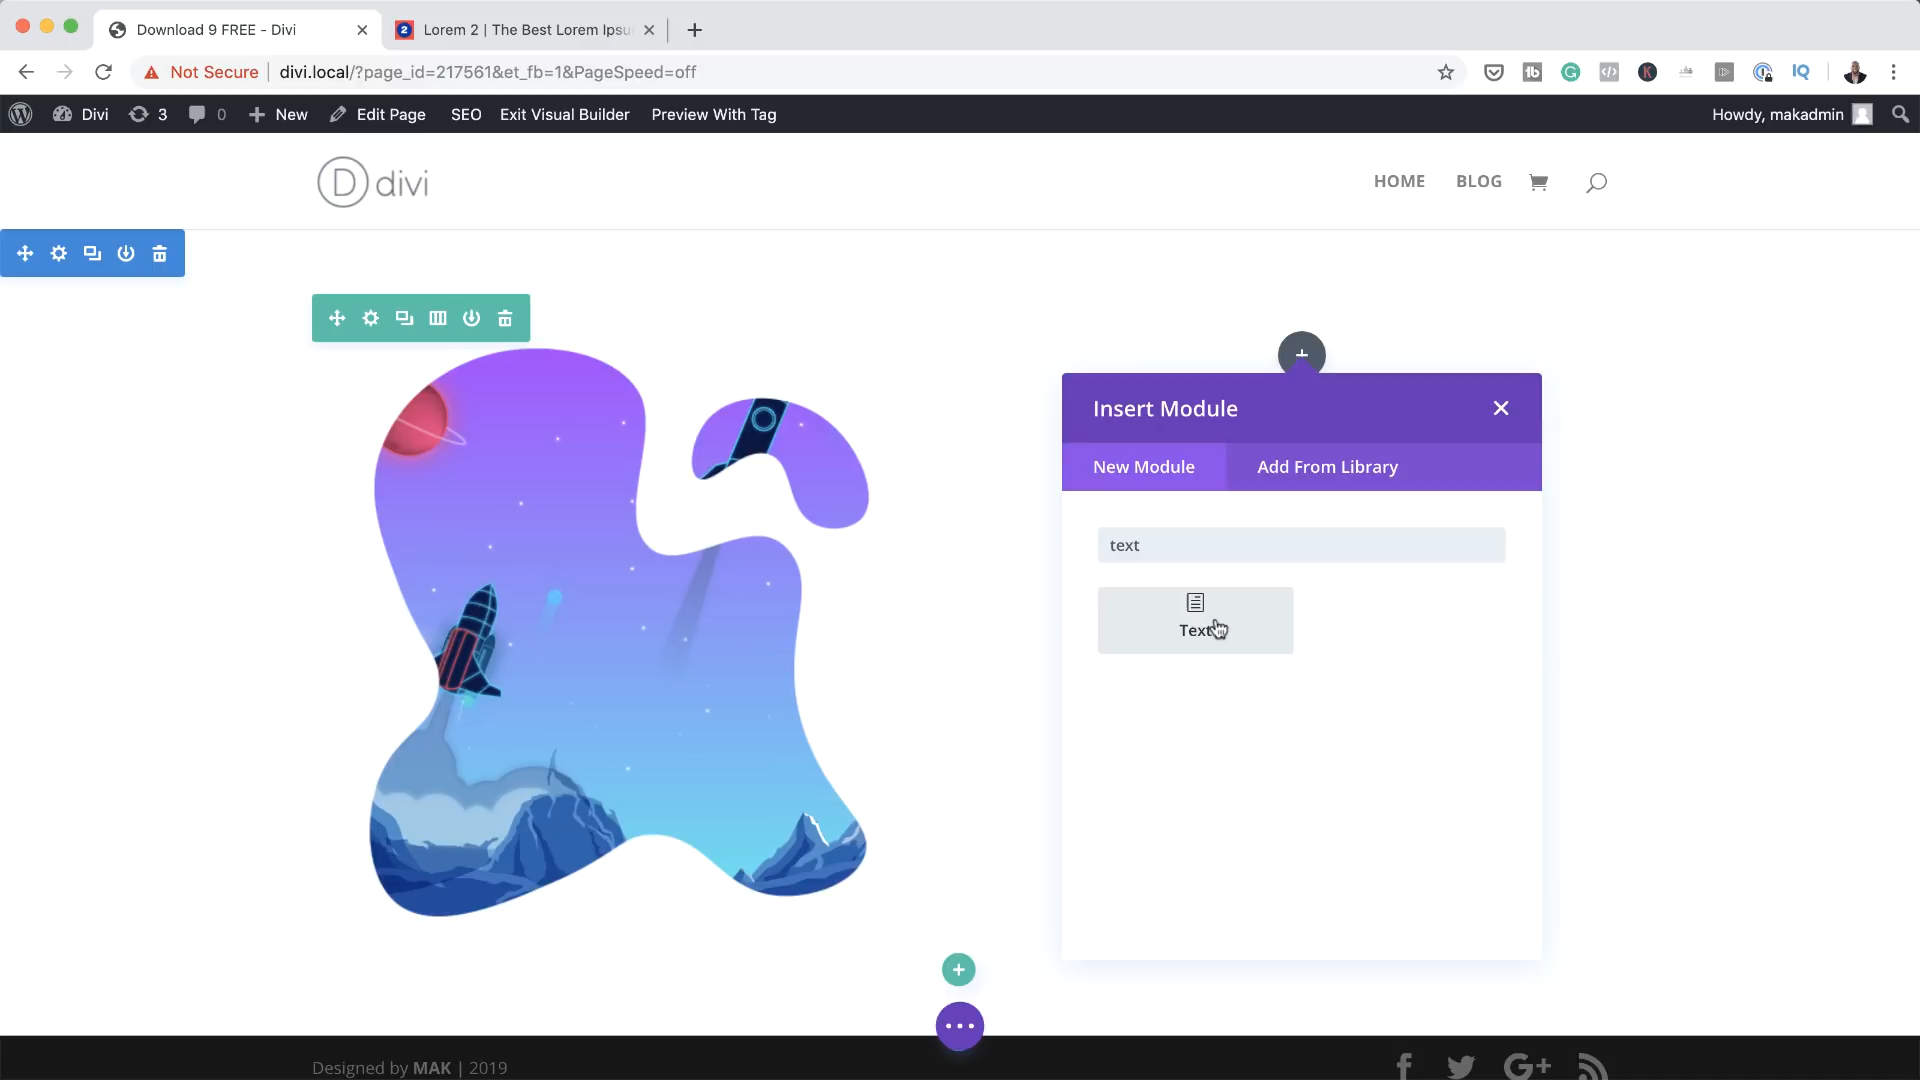 Download 9 FREE - Divi
Lorem 2 | The Best Lorem Ipsu
Not Secure
divi.local/?page_id=217561&et_fb=1&PageSpeed=off
Divi
3
0
New
Edit Page
SEO
Exit Visual Builder
Preview With Tag
Howdy, makadmin
D divi
HOME
BLOG
Insert Module
New Module
Add From Library
text
Text
Designed by MAK | 2019